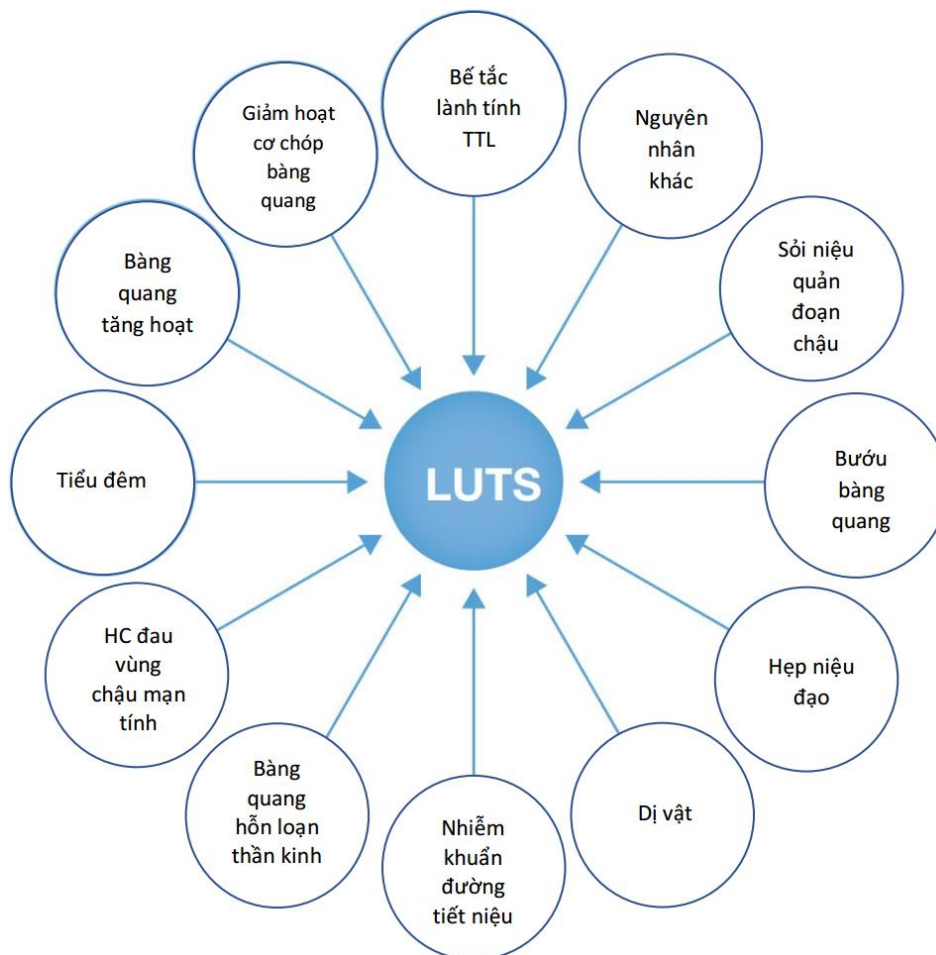 Bế tắc
lành tính
TTL
Nguyên
nhân
khác
Sỏi niệu
quản
đoạn
chậu
Bướu
bàng
quang
Hẹp niệu
đạo
Dị vật
Nhiễm
khuẩn
đường
tiết niệu
Bàng
quang
hỗn loạn
thần kinh
HC đau
vùng
chậu mạn
tính
Tiểu đêm
Bàng
quang
tăng hoạt
Giảm hoạt
cơ chóp
bàng
quang
LUTS